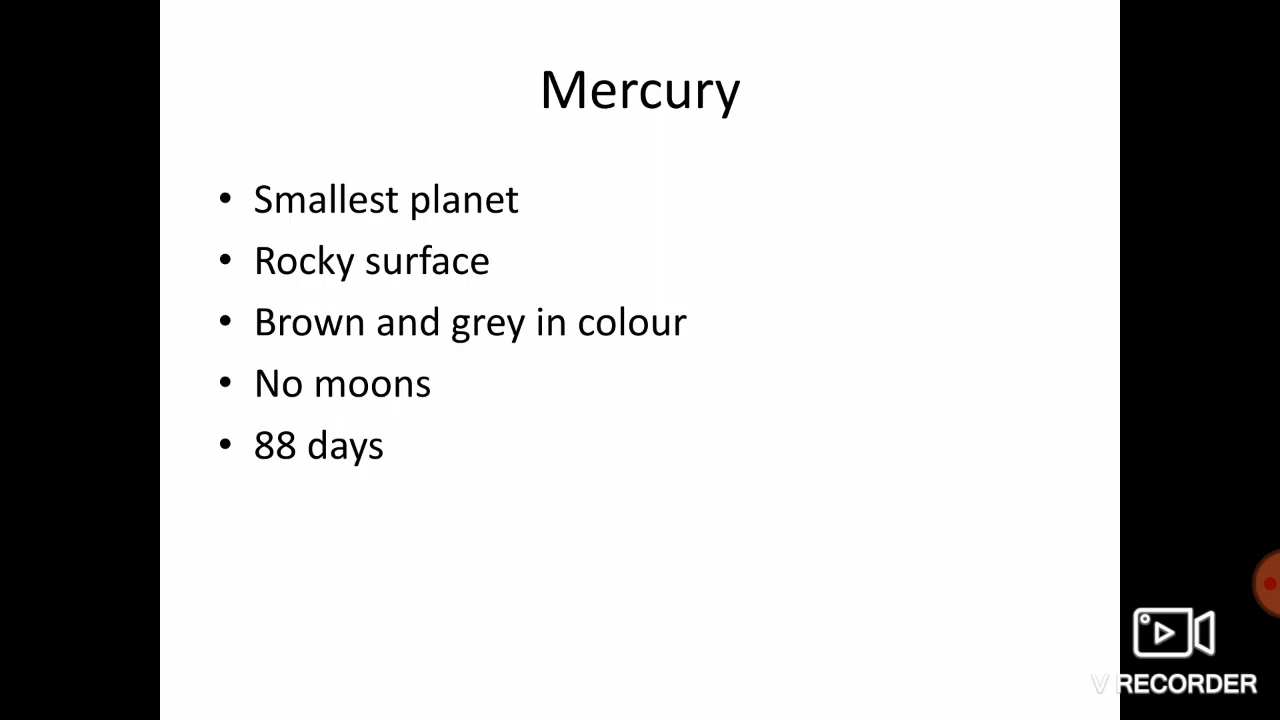 Mercury
• Smallest planet
• Rocky surface
• Brown and grey in colour
• No moons
• 88 days
V RECORDER